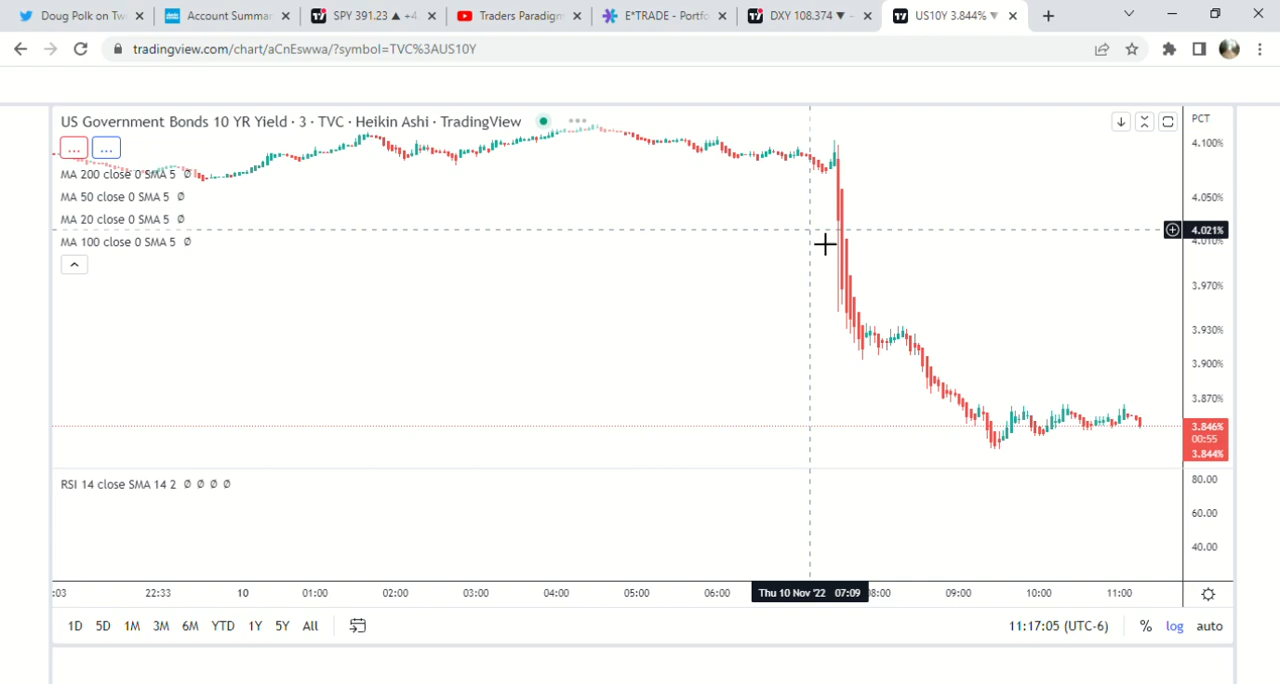 Doug Polk on Tw
Account Summar
SPY 391.23 ▲ +4
Traders Paradigm
E*TRADE - Portfo
DXY 108.374 ▼
US10Y 3.844% ▼
tradingview.com/chart/aCnEswwa/?symbol=TVC%3AUS10Y
US Government Bonds 10 YR Yield · 3 · TVC · Heikin Ashi · TradingView
PCT
4.100%
MA 200 close 0 SMA 5 Ø
MA 50 close 0 SMA 5 Ø
4.050%
MA 20 close 0 SMA 5 Ø
4.021%
MA 100 close 0 SMA 5 Ø
4.010%
3.970%
3.930%
3.900%
3.870%
3.846%
00:55
3.844%
RSI 14 close SMA 14 2 Ø Ø Ø Ø
80.00
60.00
40.00
:03 22:33 10 01:00 02:00 03:00 04:00 05:00 06:00 Thu 10 Nov '22 07:09 08:00 09:00 10:00 11:00
1D 5D 1M 3M 6M YTD 1Y 5Y All 11:17:05 (UTC-6) % log auto